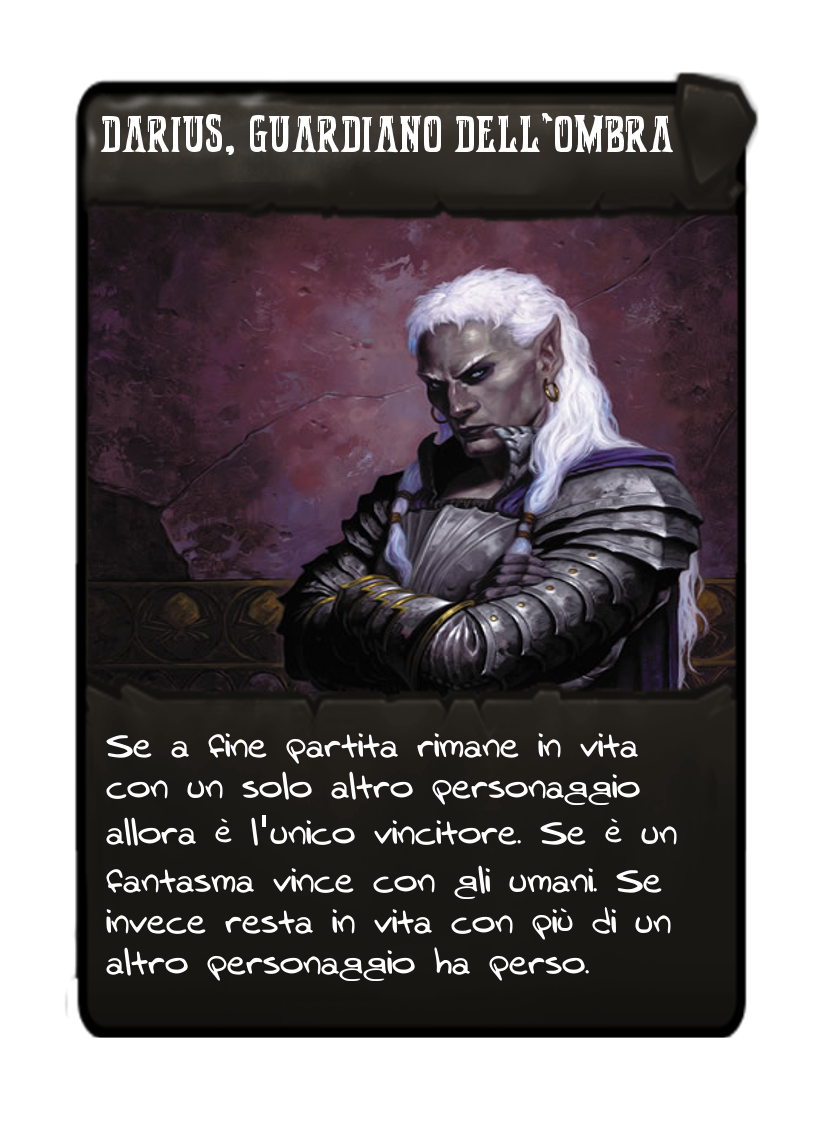 DARIUS, GUARDIANO DELL`OMBRA
Se a fine partita rimane in vita
con un solo altro personaggio
allora è l'unico vincitore. Se è un
fantasma vince con gli umani. Se
invece resta in vita con più di un
altro personaggio ha perso.